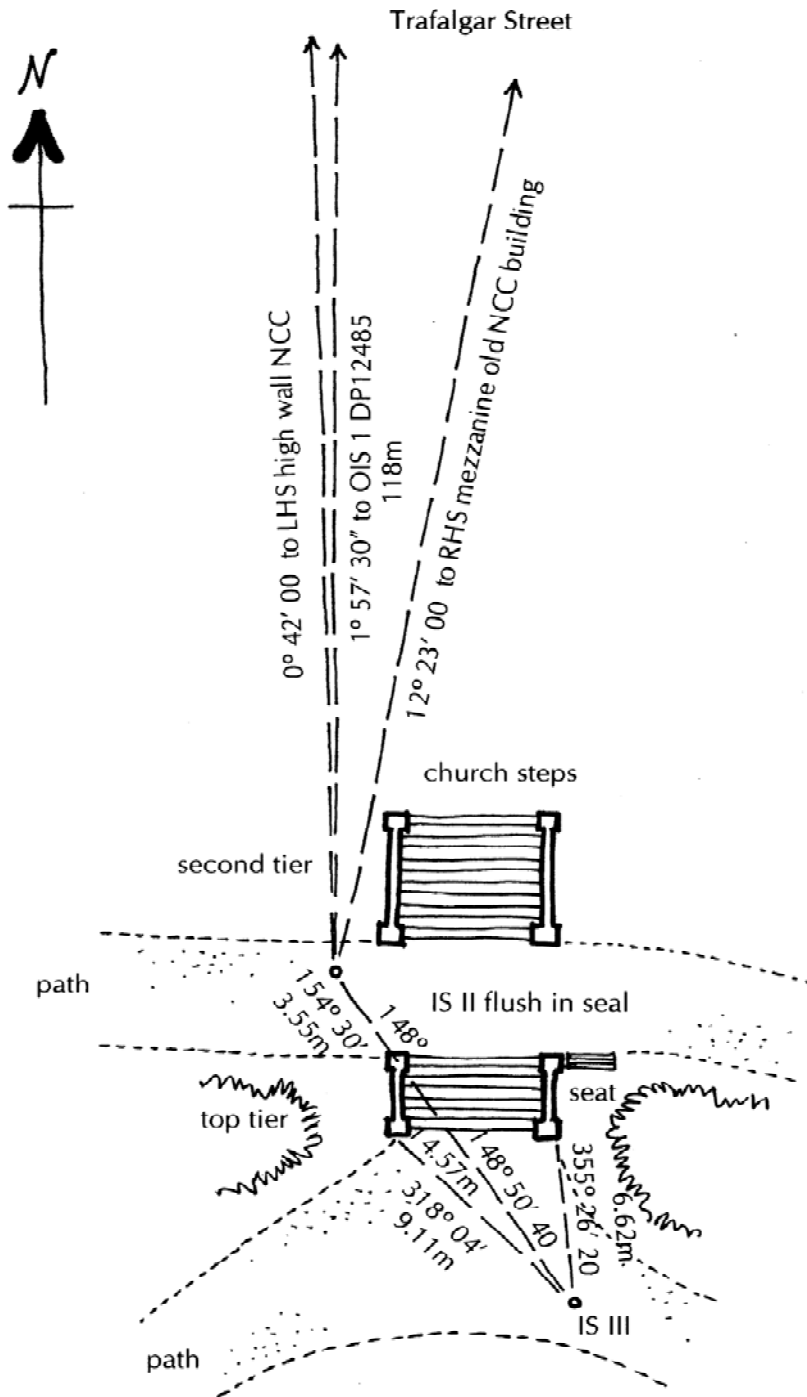 Trafalgar Street
N
0° 42′ 00 to LHS high wall NCC
1° 57′ 30″ to OIS 1 DP12485
118m
12° 23′ 00 to RHS mezzanine old NCC building
church steps
second tier
path
154° 30′
3.55m
148°
IS II flush in seal
top tier
seat
14.57m
148° 50′ 40
318° 04′
9.11m
355° 26′ 20
6.62m
IS III
path